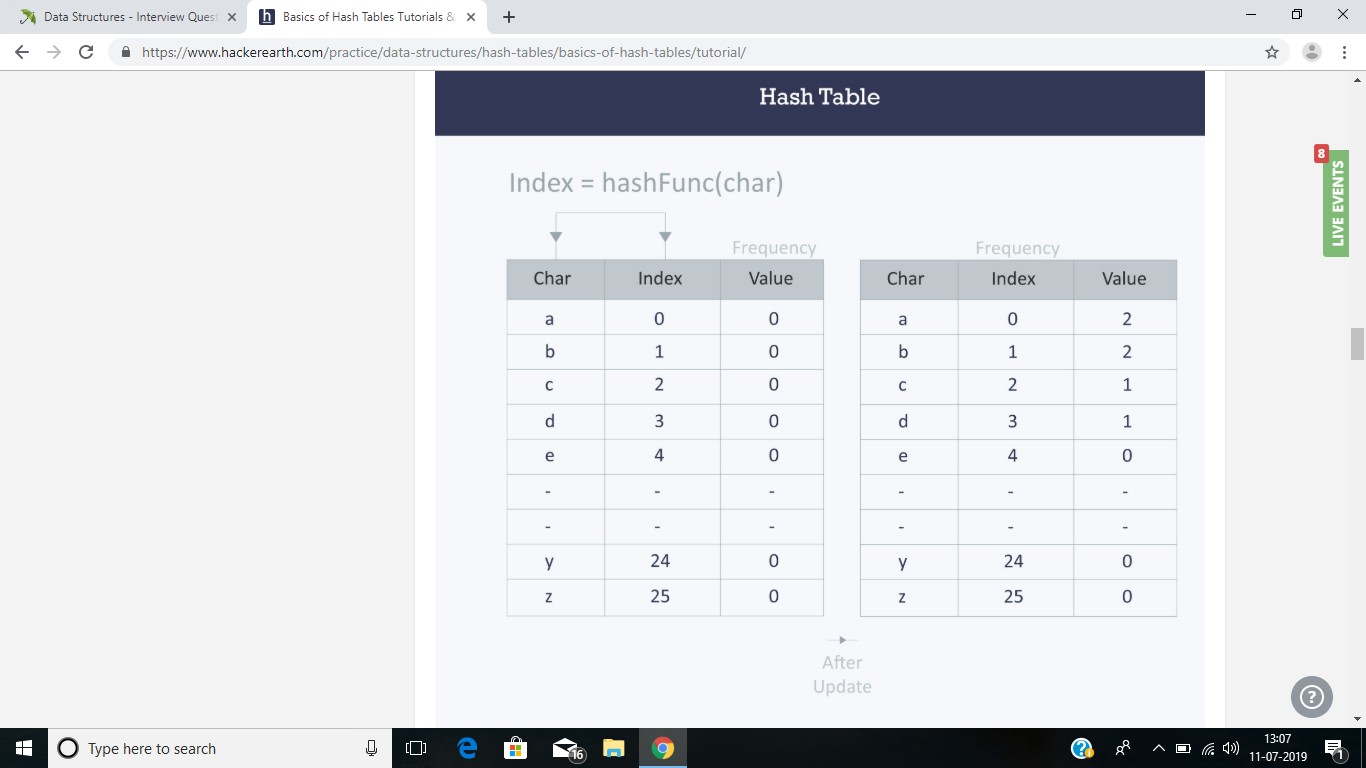 Data Structures - Interview Quest
Basics of Hash Tables Tutorials &
https://www.hackerearth.com/practice/data-structures/hash-tables/basics-of-hash-tables/tutorial/
Hash Table
8
LIVE EVENTS
Index = hashFunc(char)
Frequency Frequency
Char Index Value Char Index Value
a 0 0 a 0 2
b 1 0 b 1 2
c 2 0 c 2 1
d 3 0 d 3 1
e 4 0 e 4 0
- - - - - -
- - - - - -
y 24 0 y 24 0
z 25 0 z 25 0
After
Update
?
Type here to search
16
13:07
11-07-2019
1